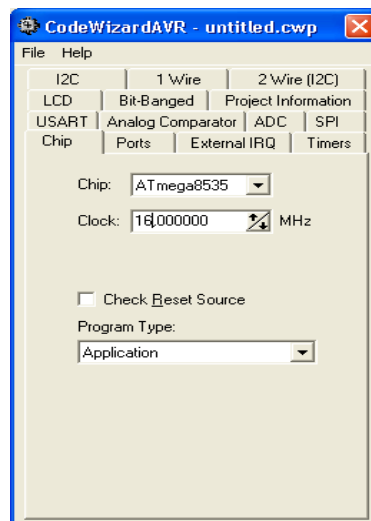 CodeWizardAVR - untitled.cwp
File Help
I2C 1 Wire 2 Wire (I2C)
LCD Bit-Banged Project Information
USART Analog Comparator ADC SPI
Chip Ports External IRQ Timers
Chip: ATmega8535
Clock: 16,000000 MHz
Check Reset Source
Program Type:
Application